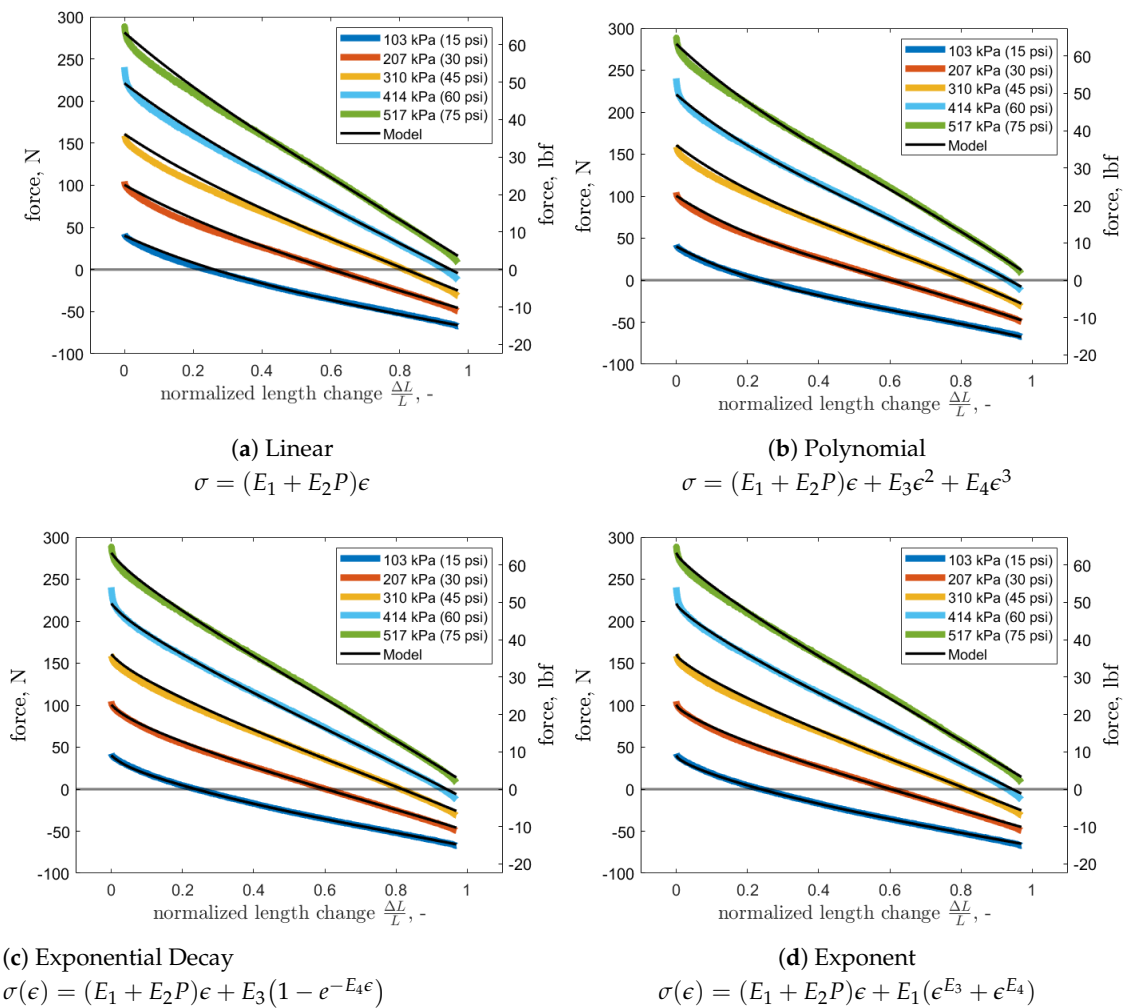 300
250
200
150
100
50
0
-50
-100
force, N
103 kPa (15 psi)
207 kPa (30 psi)
310 kPa (45 psi)
414 kPa (60 psi)
517 kPa (75 psi)
Model
60
50
40
30
20
10
0
-10
-20
force, lbf
0 0.2 0.4 0.6 0.8 1
normalized length change ΔL/L, -
(a) Linear
σ = (E₁ + E₂P)ϵ
300
250
200
150
100
50
0
-50
-100
force, N
103 kPa (15 psi)
207 kPa (30 psi)
310 kPa (45 psi)
414 kPa (60 psi)
517 kPa (75 psi)
Model
60
50
40
30
20
10
0
-10
-20
force, lbf
0 0.2 0.4 0.6 0.8 1
normalized length change ΔL/L, -
(b) Polynomial
σ = (E₁ + E₂P)ϵ + E₃ϵ² + E₄ϵ³
300
250
200
150
100
50
0
-50
-100
force, N
103 kPa (15 psi)
207 kPa (30 psi)
310 kPa (45 psi)
414 kPa (60 psi)
517 kPa (75 psi)
Model
60
50
40
30
20
10
0
-10
-20
force, lbf
0 0.2 0.4 0.6 0.8 1
normalized length change ΔL/L, -
(c) Exponential Decay
σ(ϵ) = (E₁ + E₂P)ϵ + E₃(1 − e^{−E₄ϵ})
300
250
200
150
100
50
0
-50
-100
force, N
103 kPa (15 psi)
207 kPa (30 psi)
310 kPa (45 psi)
414 kPa (60 psi)
517 kPa (75 psi)
Model
60
50
40
30
20
10
0
-10
-20
force, lbf
0 0.2 0.4 0.6 0.8 1
normalized length change ΔL/L, -
(d) Exponent
σ(ϵ) = (E₁ + E₂P)ϵ + E₁(ϵ^{E₃} + ϵ^{E₄})